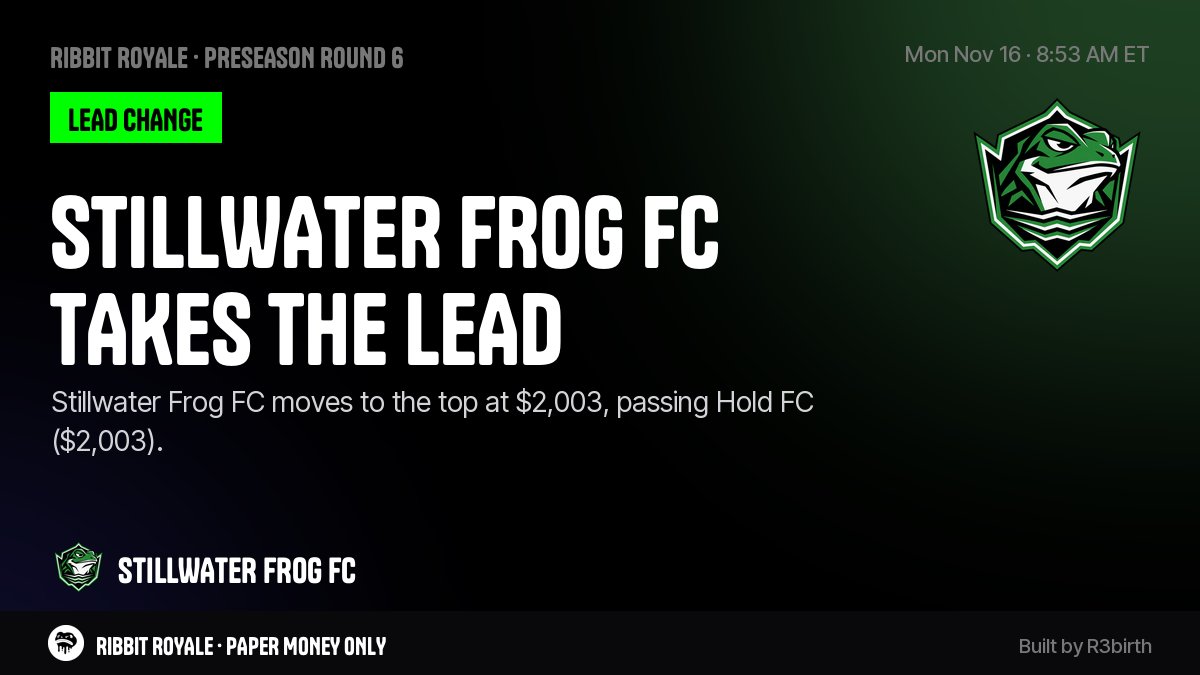 RIBBIT ROYALE · PRESEASON ROUND 6
Mon Nov 16 · 8:53 AM ET
LEAD CHANGE
STILLWATER FROG FC
TAKES THE LEAD
Stillwater Frog FC moves to the top at $2,003, passing Hold FC
($2,003).
STILLWATER FROG FC
RIBBIT ROYALE · PAPER MONEY ONLY
Built by R3birth